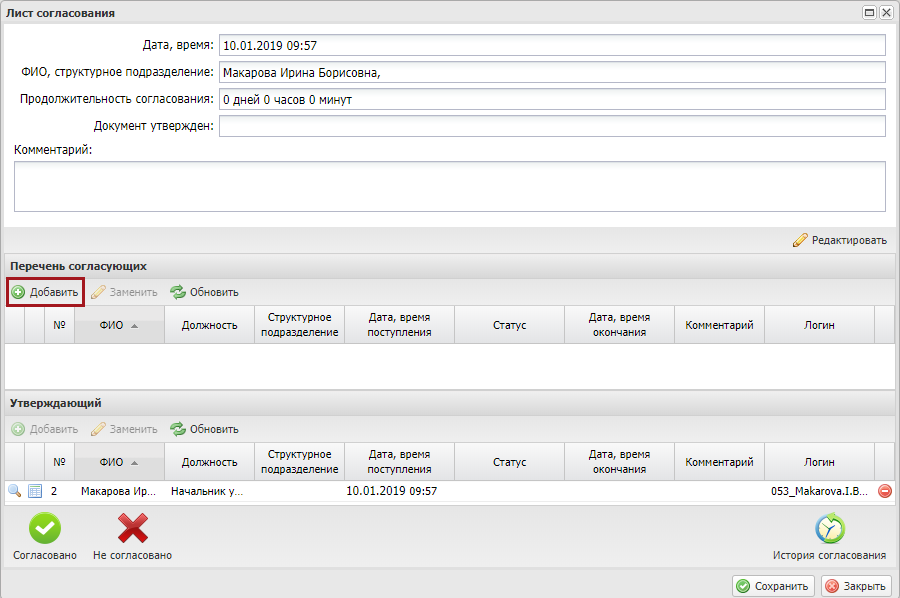 Лист согласования
Дата, время: 10.01.2019 09:57
ФИО, структурное подразделение: Макарова Ирина Борисовна,
Продолжительность согласования: 0 дней 0 часов 0 минут
Документ утвержден:
Комментарий:
Редактировать
Перечень согласующих
Добавить Заменить Обновить
№ ФИО Должность Структурное подразделение Дата, время поступления Статус Дата, время окончания Комментарий Логин
Утверждающий
Добавить Заменить Обновить
№ ФИО Должность Структурное подразделение Дата, время поступления Статус Дата, время окончания Комментарий Логин
2 Макарова Ир... Начальник у... 10.01.2019 09:57 053_Makarova.I.B...
Согласовано Не согласовано История согласования
Сохранить Закрыть